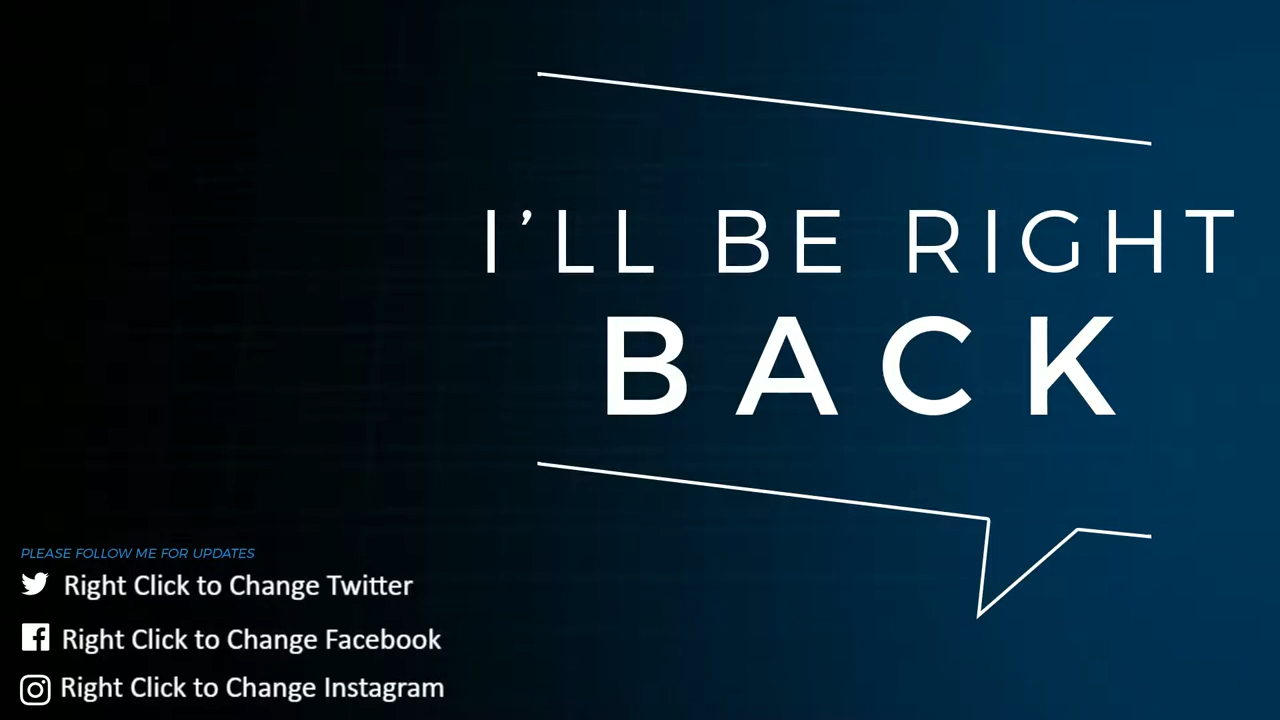 I’LL BE RIGHT
BACK
PLEASE FOLLOW ME FOR UPDATES
Right Click to Change Twitter
Right Click to Change Facebook
Right Click to Change Instagram